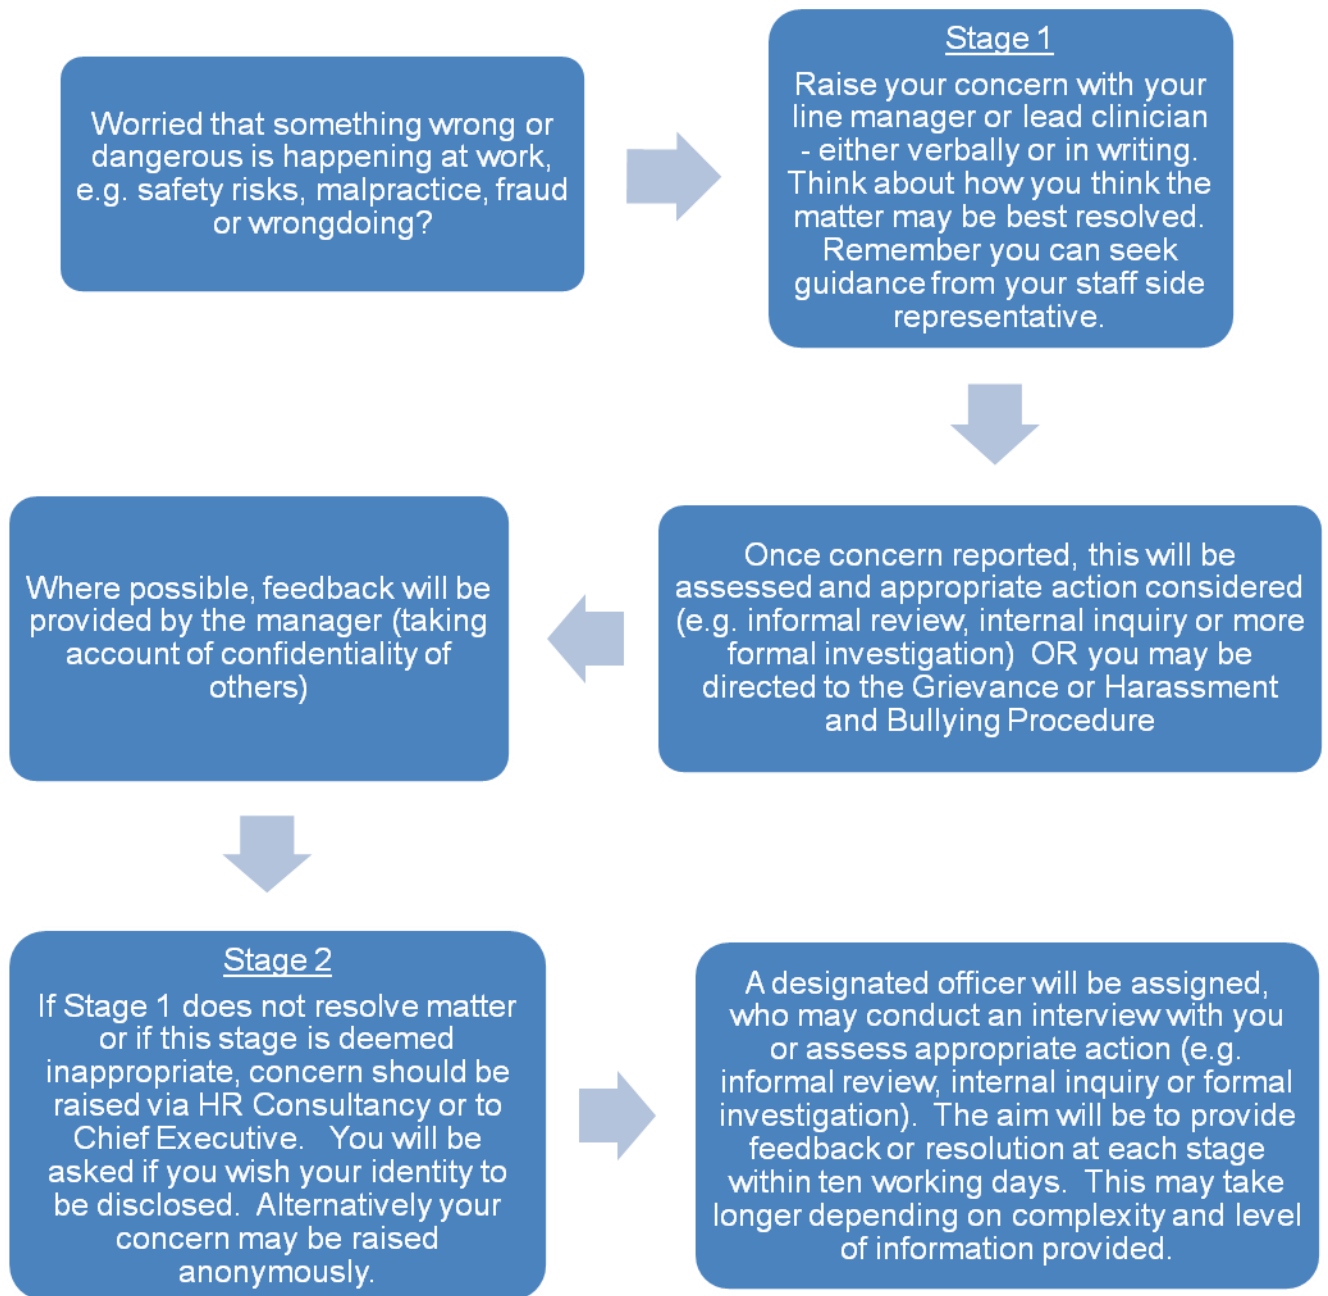 Worried that something wrong or
dangerous is happening at work,
e.g. safety risks, malpractice, fraud
or wrongdoing?
Stage 1
Raise your concern with your
line manager or lead clinician
- either verbally or in writing.
Think about how you think the
matter may be best resolved.
Remember you can seek
guidance from your staff side
representative.
Once concern reported, this will be
assessed and appropriate action considered
(e.g. informal review, internal inquiry or more
formal investigation) OR you may be
directed to the Grievance or Harassment
and Bullying Procedure
Where possible, feedback will be
provided by the manager (taking
account of confidentiality of
others)
Stage 2
If Stage 1 does not resolve matter
or if this stage is deemed
inappropriate, concern should be
raised via HR Consultancy or to
Chief Executive. You will be
asked if you wish your identity to
be disclosed. Alternatively your
concern may be raised
anonymously.
A designated officer will be assigned,
who may conduct an interview with you
or assess appropriate action (e.g.
informal review, internal inquiry or formal
investigation). The aim will be to provide
feedback or resolution at each stage
within ten working days. This may take
longer depending on complexity and level
of information provided.